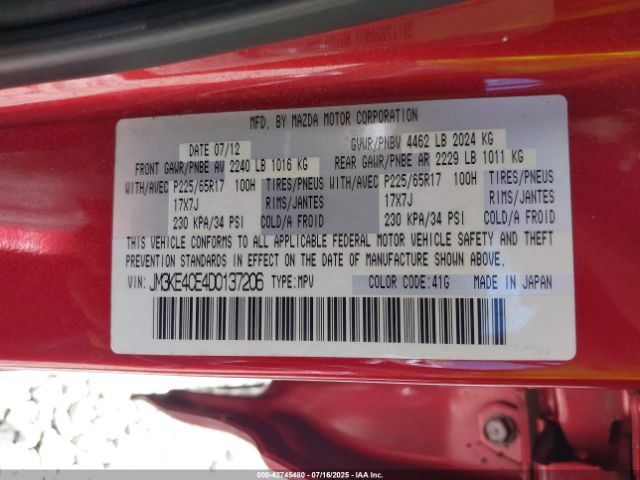 MFD. BY MAZDA MOTOR CORPORATION
DATE 07/12 GVWR/PNBV 4462 LB 2024 KG
FRONT GAWR/PNBE AV 2240 LB 1016 KG REAR GAWR/PNBE AR 2229 LB 1011 KG
WITH/AVEC P225/65R17 100H TIRES/PNEUS WITH/AVEC P225/65R17 100H TIRES/PNEUS
17X7J RIMS/JANTES 17X7J RIMS/JANTES
230 KPA/34 PSI COLD/A FROID 230 KPA/34 PSI COLD/A FROID
THIS VEHICLE CONFORMS TO ALL APPLICABLE FEDERAL MOTOR VEHICLE SAFETY AND THEFT
PREVENTION STANDARDS IN EFFECT ON THE DATE OF MANUFACTURE SHOWN ABOVE.
VIN: JM3KE4CE4D0137206 TYPE:MPV COLOR CODE:41G MADE IN JAPAN
000-42745480 - 07/16/2025 - IAA Inc.